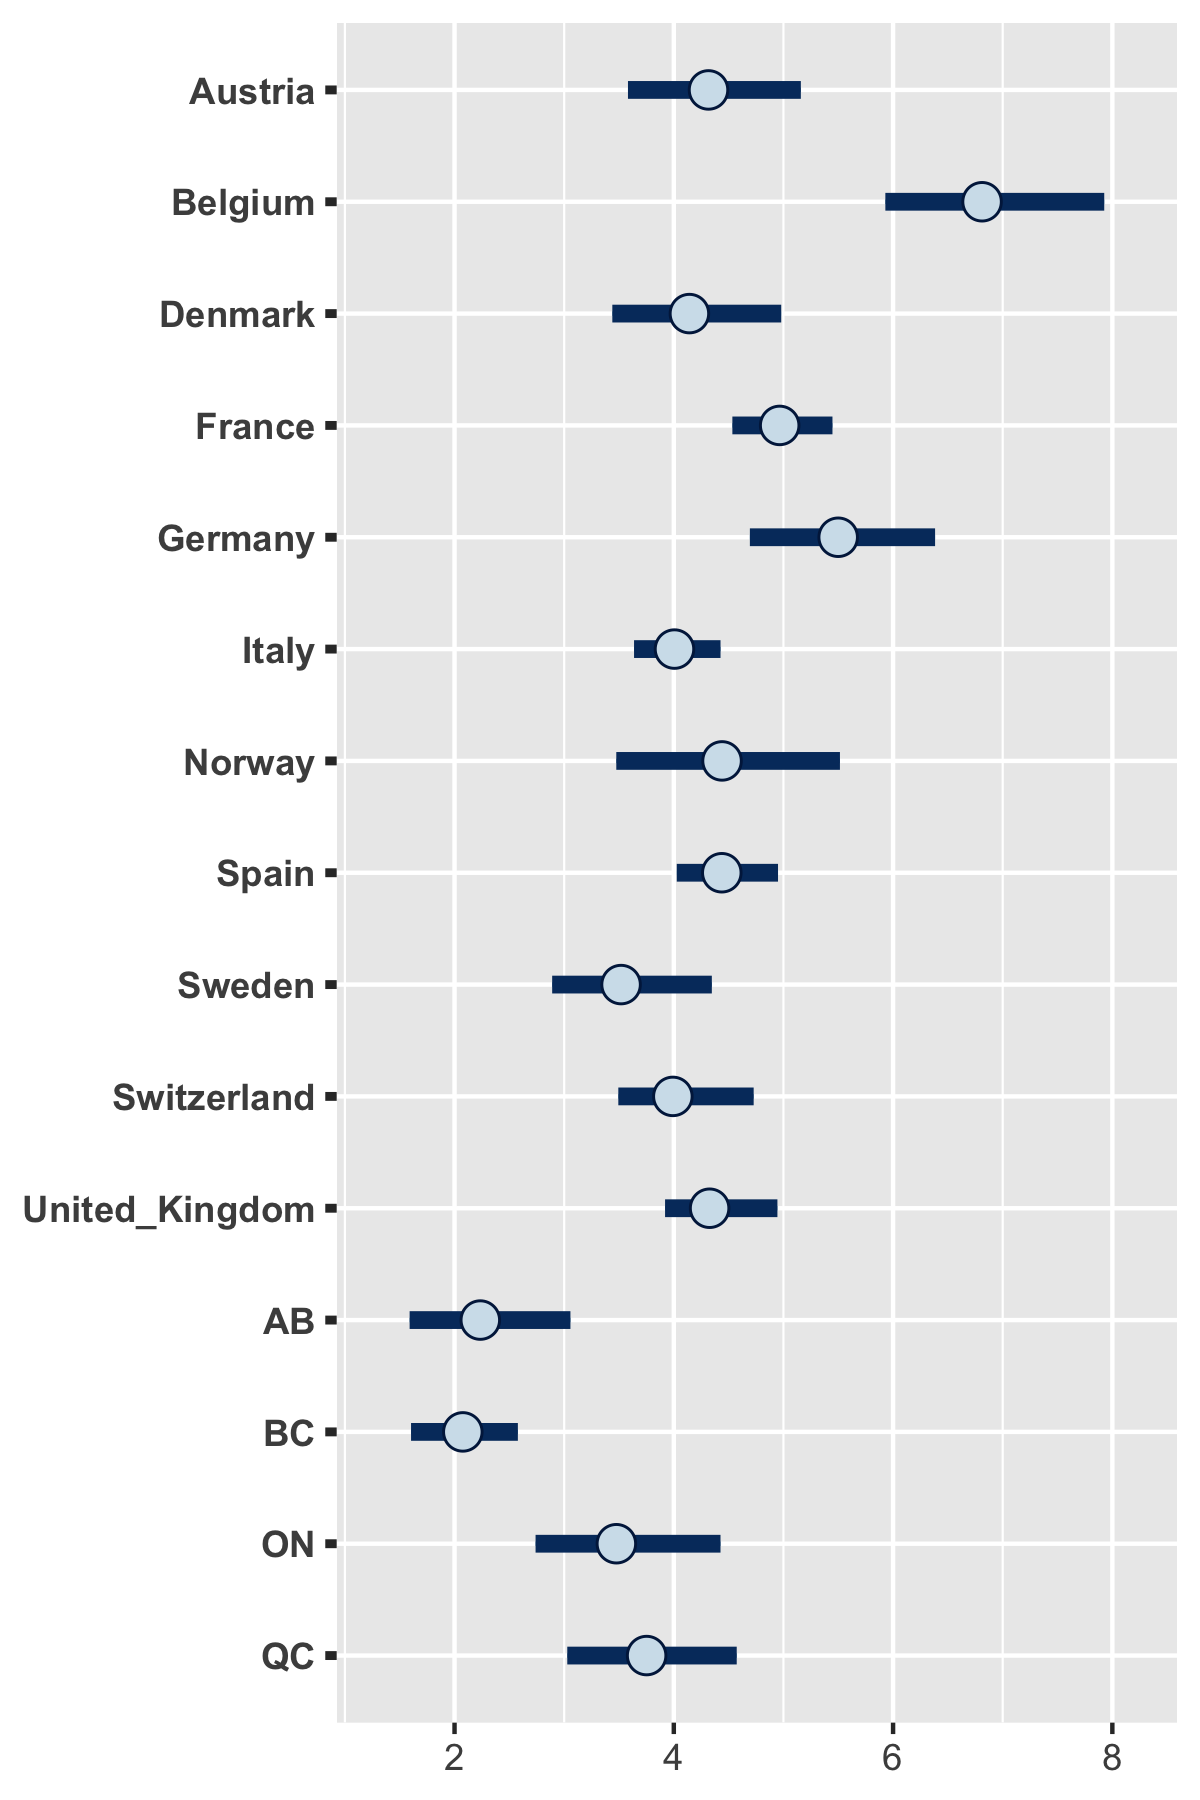 Austria
Belgium
Denmark
France
Germany
Italy
Norway
Spain
Sweden
Switzerland
United_Kingdom
AB
BC
ON
QC
2 4 6 8